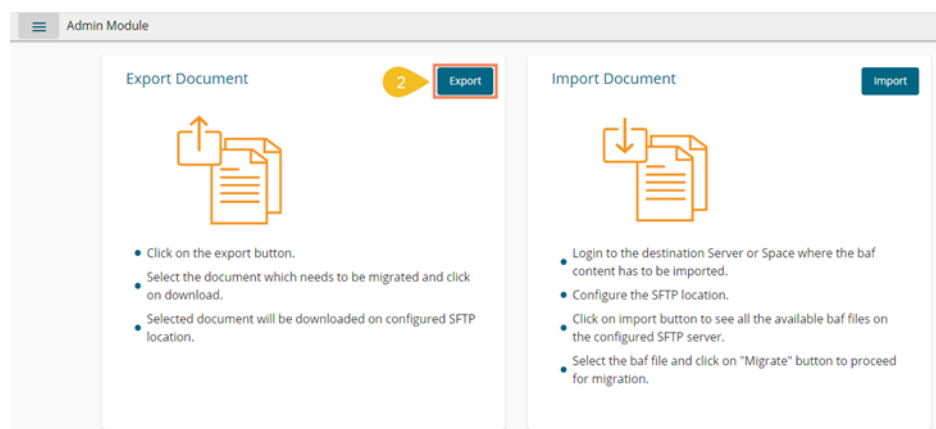 Admin Module
Export Document
2
Export
Click on the export button.
Select the document which needs to be migrated and click
on download.
Selected document will be downloaded on configured SFTP
location.
Import Document
Import
Login to the destination Server or Space where the baf
content has to be imported.
Configure the SFTP location.
Click on import button to see all the available baf files on
the configured SFTP server.
Select the baf file and click on "Migrate" button to proceed
for migration.